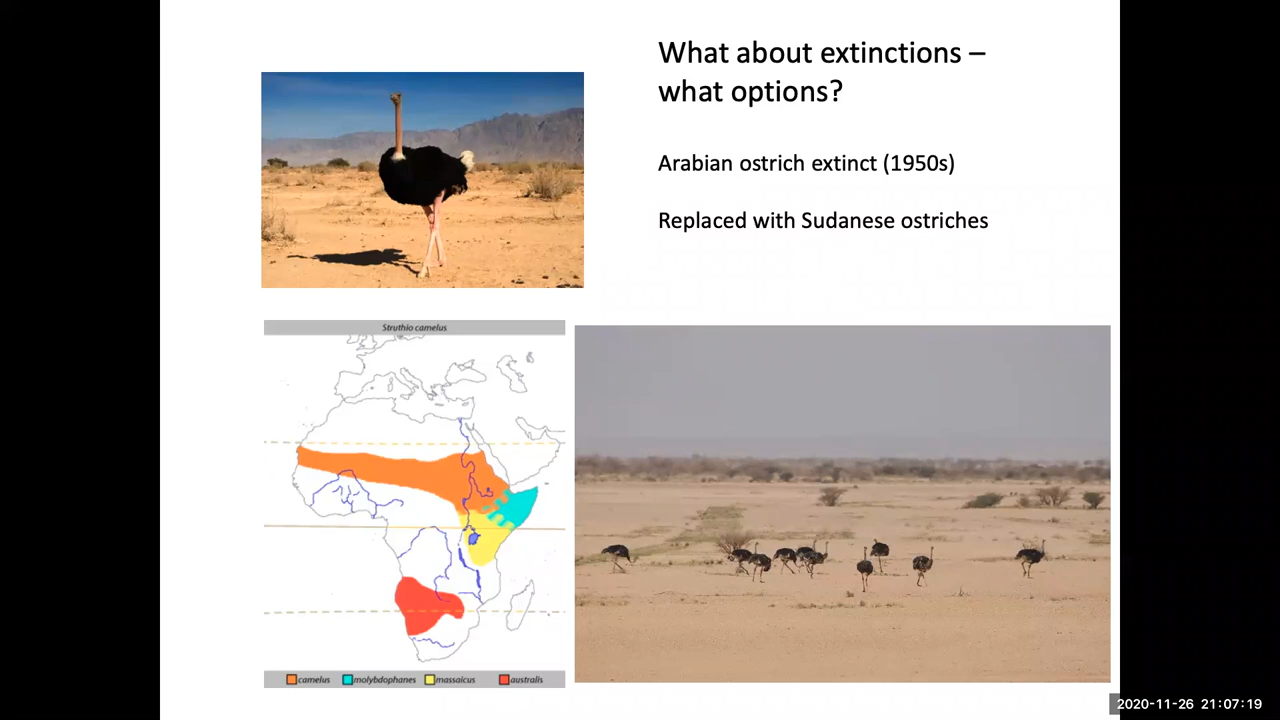 What about extinctions –
what options?
Arabian ostrich extinct (1950s)
Replaced with Sudanese ostriches
Struthio camelus
camelus molybdophanes massaicus australis
2020-11-26 21:07:19